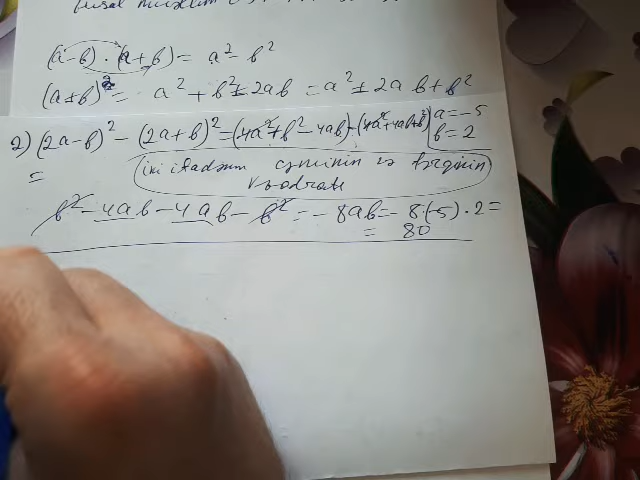 (a-b)·(a+b) = a²-b²
(a±b)² = a²+b²±2ab = a²±2ab+b²
2) (2a-b)² - (2a+b)² = (4a²+b²-4ab)-(4a²+4ab+b²) a=-5
b=2
=
iki ifadənin cəminin və fərqinin
kvadratı
b²-4ab-4ab-b² = -8ab = -8·(-5)·2=
= 80